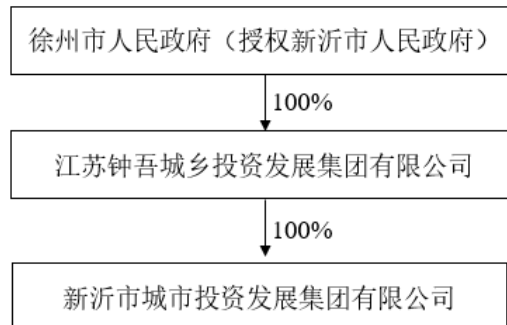 徐州市人民政府（授权新沂市人民政府）
100%
江苏钟吾城乡投资发展集团有限公司
100%
新沂市城市投资发展集团有限公司